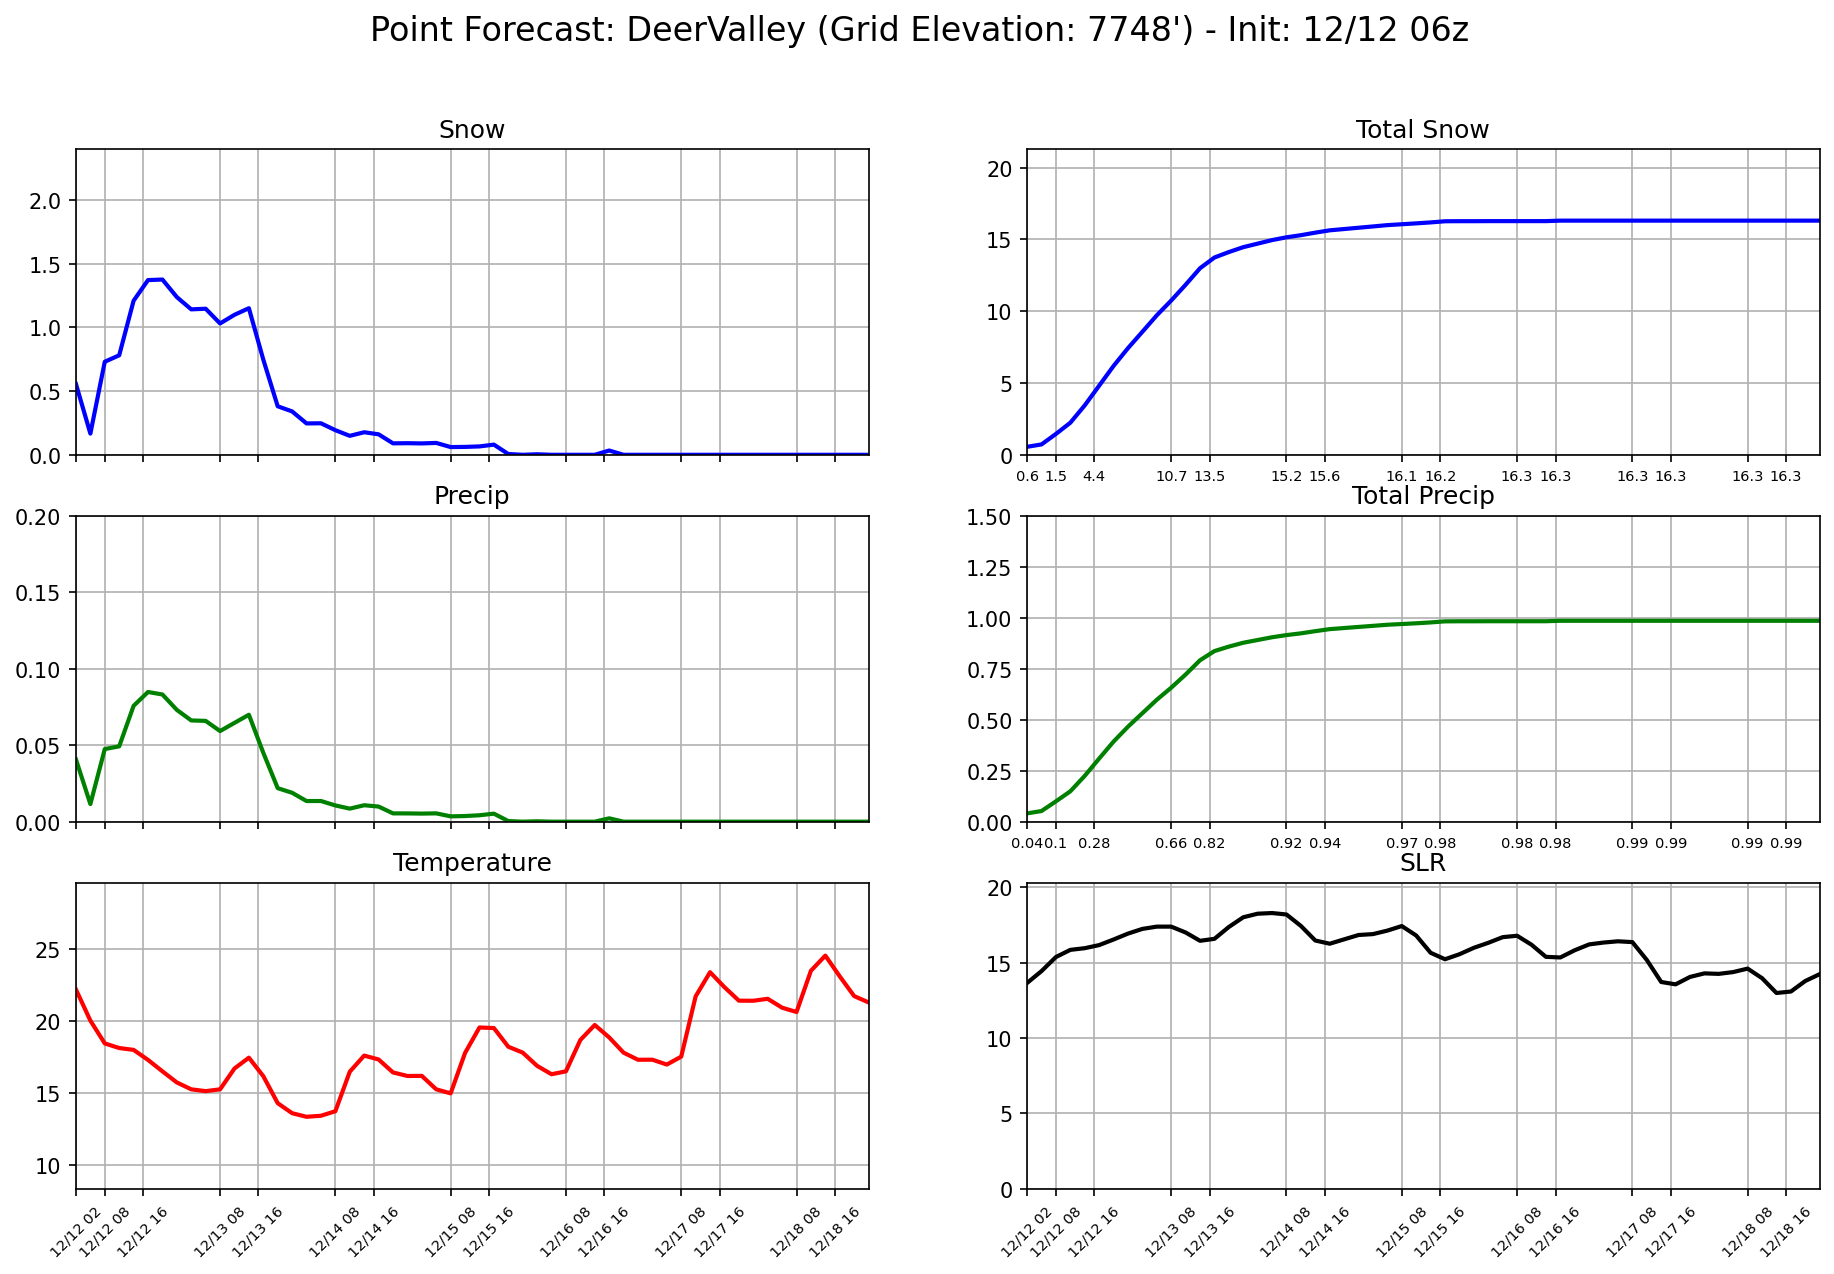 Point Forecast: DeerValley (Grid Elevation: 7748') - Init: 12/12 06z
Snow
2.0
1.5
1.0
0.5
0.0
Total Snow
20
15
10
5
0
0.6 1.5 4.4 10.7 13.5 15.2 15.6 16.1 16.2 16.3 16.3 16.3 16.3 16.3 16.3
Precip
0.20
0.15
0.10
0.05
0.00
Total Precip
1.50
1.25
1.00
0.75
0.50
0.25
0.00
0.04 0.1 0.28 0.66 0.82 0.92 0.94 0.97 0.98 0.98 0.98 0.99 0.99 0.99 0.99
Temperature
25
20
15
10
12/12 02 12/12 08 12/12 16 12/13 08 12/13 16 12/14 08 12/14 16 12/15 08 12/15 16 12/16 08 12/16 16 12/17 08 12/17 16 12/18 08 12/18 16
SLR
20
15
10
5
0
12/12 02 12/12 08 12/12 16 12/13 08 12/13 16 12/14 08 12/14 16 12/15 08 12/15 16 12/16 08 12/16 16 12/17 08 12/17 16 12/18 08 12/18 16